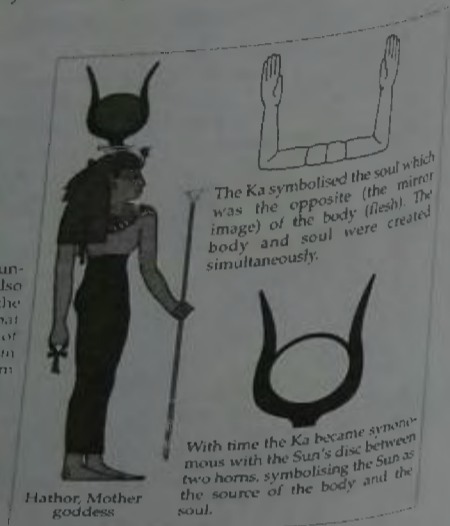 The Ka symbolised the soul which
was the opposite (the mirror
image) of the body (flesh). The
body and soul were created
simultaneously.
With time the Ka became synono-
mous with the Sun's disc between
two horns, symbolising the Sun as
the source of the body and the
soul.
Hathor, Mother
goddess
of